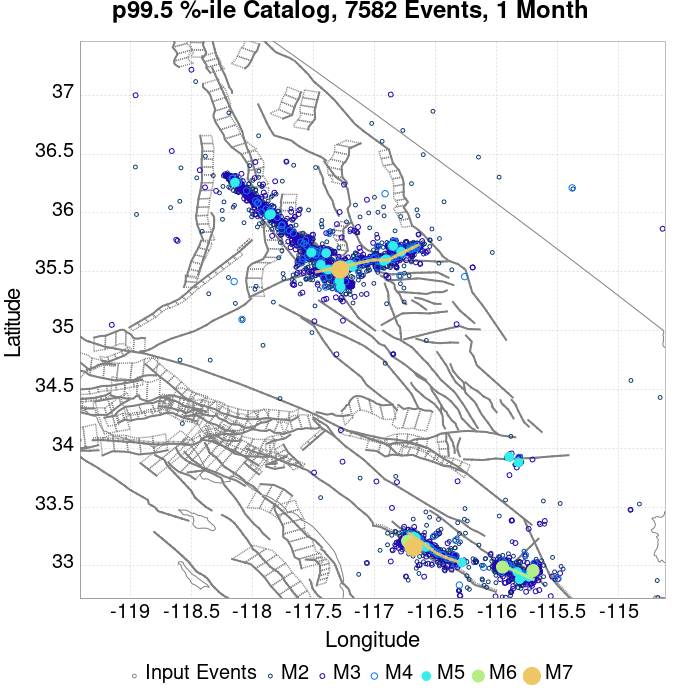 p99.5 %-ile Catalog, 7582 Events, 1 Month
Latitude
37
36.5
36
35.5
35
34.5
34
33.5
33
-119 -118.5 -118 -117.5 -117 -116.5 -116 -115.5 -115
Longitude
Input Events M2 M3 M4 M5 M6 M7